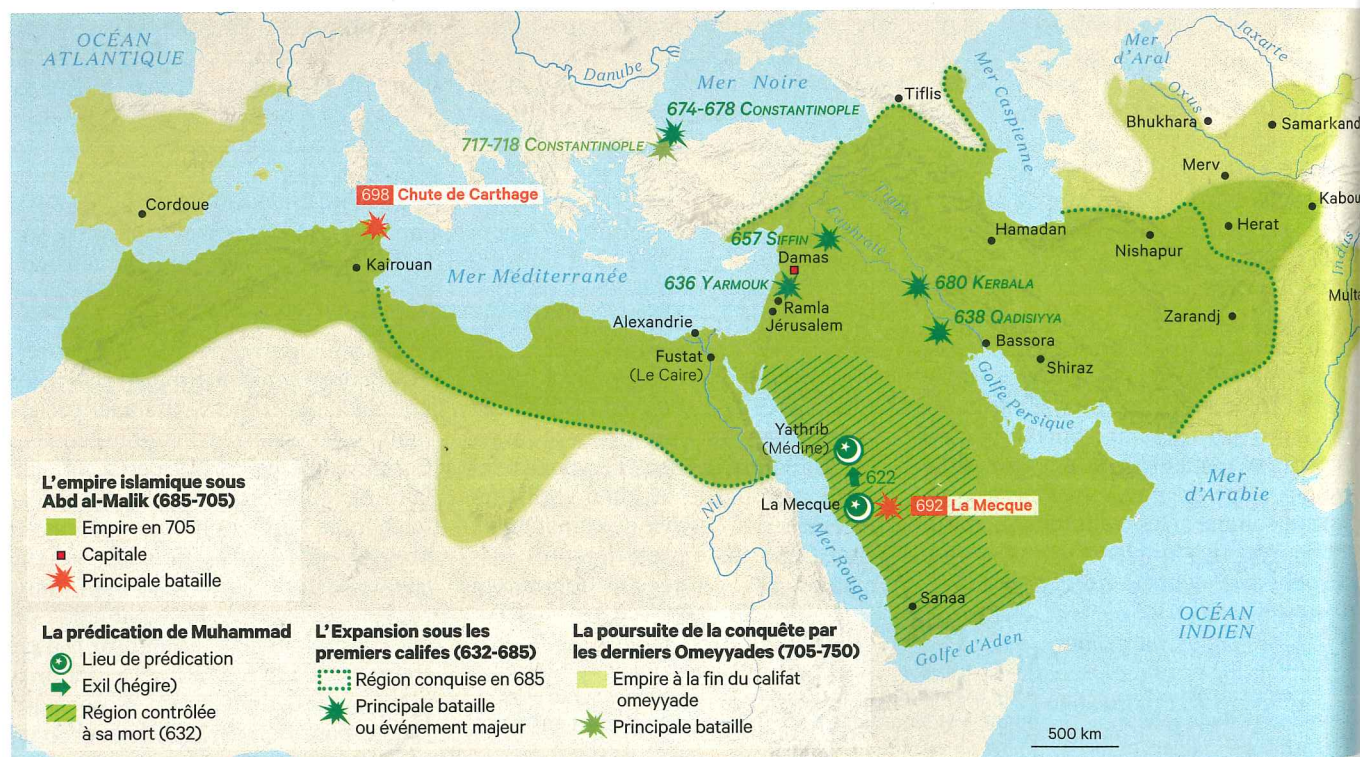 OCÉAN
ATLANTIQUE
Danube
Mer Noire
Mer Caspienne
Mer
d'Aral
Iaxarte
Oxus
Tiflis
674-678 CONSTANTINOPLE
717-718 CONSTANTINOPLE
Bhukhara
Samarkand
Merv
Kabou
Cordoue
698 Chute de Carthage
Kairouan
Mer Méditerranée
Tigre
Euphrate
657 SIFFIN
Damas
636 YARMOUK
Ramla
Jérusalem
Hamadan
Nishapur
Herat
Indus
Multa
680 KERBALA
638 QADISIYYA
Zarandj
Bassora
Shiraz
Golfe Persique
Alexandrie
Fustat
(Le Caire)
Yathrib
(Médine)
622
La Mecque
692 La Mecque
Nil
Mer Rouge
Mer
d'Arabie
Sanaa
Golfe d'Aden
OCÉAN
INDIEN
500 km
L'empire islamique sous
Abd al-Malik (685-705)
Empire en 705
Capitale
Principale bataille
La prédication de Muhammad
Lieu de prédication
Exil (hégire)
Région contrôlée
à sa mort (632)
L'Expansion sous les
premiers califes (632-685)
Région conquise en 685
Principale bataille
ou événement majeur
La poursuite de la conquête par
les derniers Omeyyades (705-750)
Empire à la fin du califat
omeyyade
Principale bataille